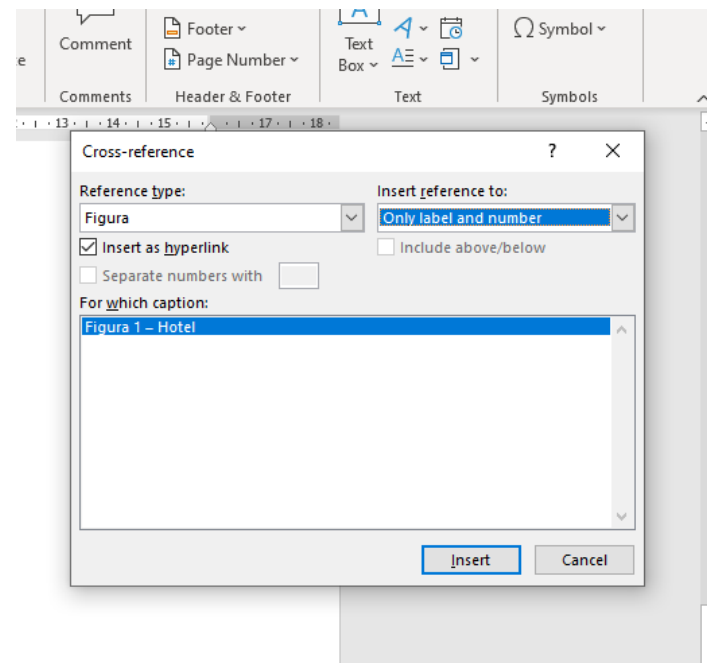 Comment
Footer
Page Number
Text
Box
A
A
Ω Symbol
Comments
Header & Footer
Text
Symbols
13 14 15 17 18
Cross-reference
? X
Reference type:
Insert reference to:
Figura
Only label and number
Insert as hyperlink
Include above/below
Separate numbers with
For which caption:
Figura 1 – Hotel
Insert
Cancel